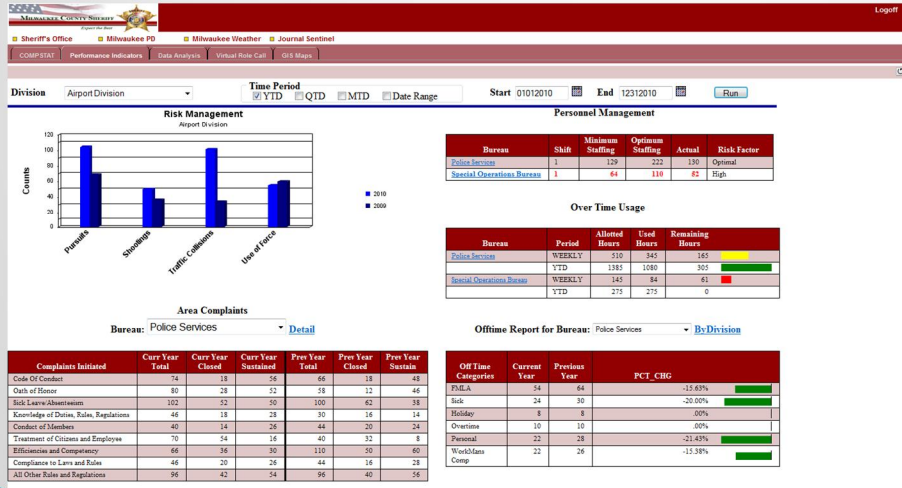 Logoff
MILWAUKEE COUNTY SHERIFF
Expect the Best
Sheriff's Office Milwaukee PD Milwaukee Weather Journal Sentinel
COMPSTAT Performance Indicators Data Analysis Virtual Role Call GIS Maps
Division Airport Division Time Period YTD QTD MTD Date Range Start 01012010 End 12312010 Run
Risk Management
Airport Division
Counts
120
100
80
60
40
20
0
Pursuits Shootings Traffic Collisions Use of Force
2010
2009
Personnel Management
Bureau Shift Minimum Staffing Optimum Staffing Actual Risk Factor
Police Services 1 129 222 130 Optimal
Special Operations Bureau 1 64 110 52 High
Over Time Usage
Bureau Period Allotted Hours Used Hours Remaining Hours
Police Services WEEKLY 510 345 165
YTD 1385 1080 305
Special Operations Bureau WEEKLY 145 84 61
YTD 275 275 0
Area Complaints
Bureau: Police Services Detail
Complaints Initiated Curr Year Total Curr Year Closed Curr Year Sustained Prev Year Total Prev Year Closed Prev Year Sustain
Code Of Conduct 74 18 56 66 18 48
Oath of Honor 80 28 52 58 12 46
Sick Leave/Absenteeism 102 52 50 100 62 38
Knowledge of Duties, Rules, Regulations 46 18 28 30 16 14
Conduct of Members 40 14 26 44 20 24
Treatment of Citizens and Employee 70 54 16 40 32 8
Efficiencies and Competency 66 36 30 110 50 60
Compliance to Laws and Rules 46 20 26 44 16 28
All Other Rules and Regulations 96 42 54 96 40 56
Offtime Report for Bureau: Police Services ByDivision
Off Time Categories Current Year Previous Year PCT_CHG
FMLA 54 64 -15.63%
Sick 24 30 -20.00%
Holiday 8 8 .00%
Overtime 10 10 .00%
Personal 22 28 -21.43%
WorkMans Comp 22 26 -15.38%